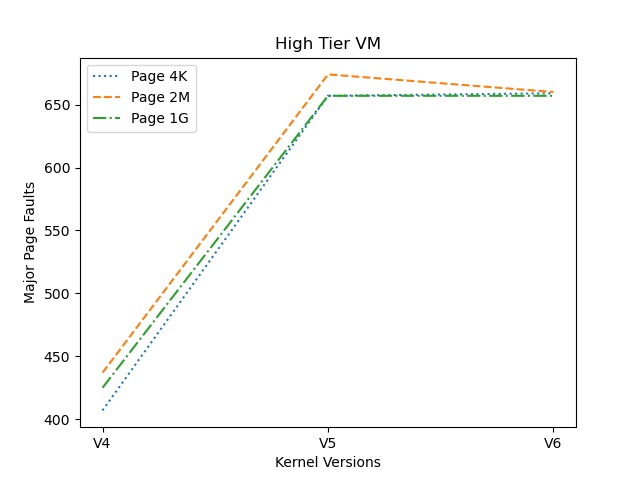 High Tier VM
Page 4K
Page 2M
Page 1G
Major Page Faults
650
600
550
500
450
400
V4
V5
V6
Kernel Versions